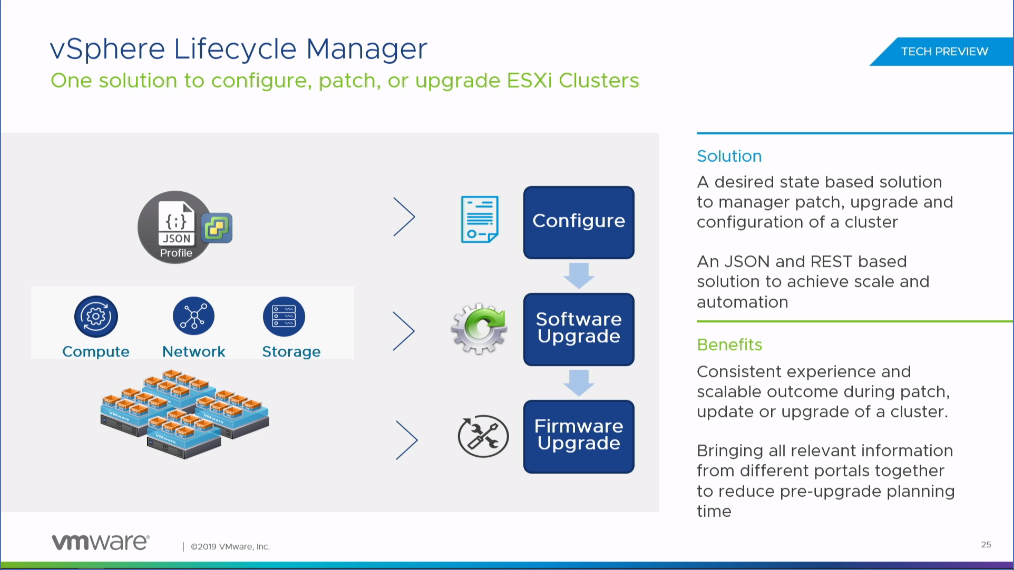 vSphere Lifecycle Manager
One solution to configure, patch, or upgrade ESXi Clusters
TECH PREVIEW
{;}
JSON
Profile
Compute
Network
Storage
Configure
Software
Upgrade
Firmware
Upgrade
Solution
A desired state based solution
to manager patch, upgrade and
configuration of a cluster
An JSON and REST based
solution to achieve scale and
automation
Benefits
Consistent experience and
scalable outcome during patch,
update or upgrade of a cluster.
Bringing all relevant information
from different portals together
to reduce pre-upgrade planning
time
vmware®
©2019 VMware, Inc.
25